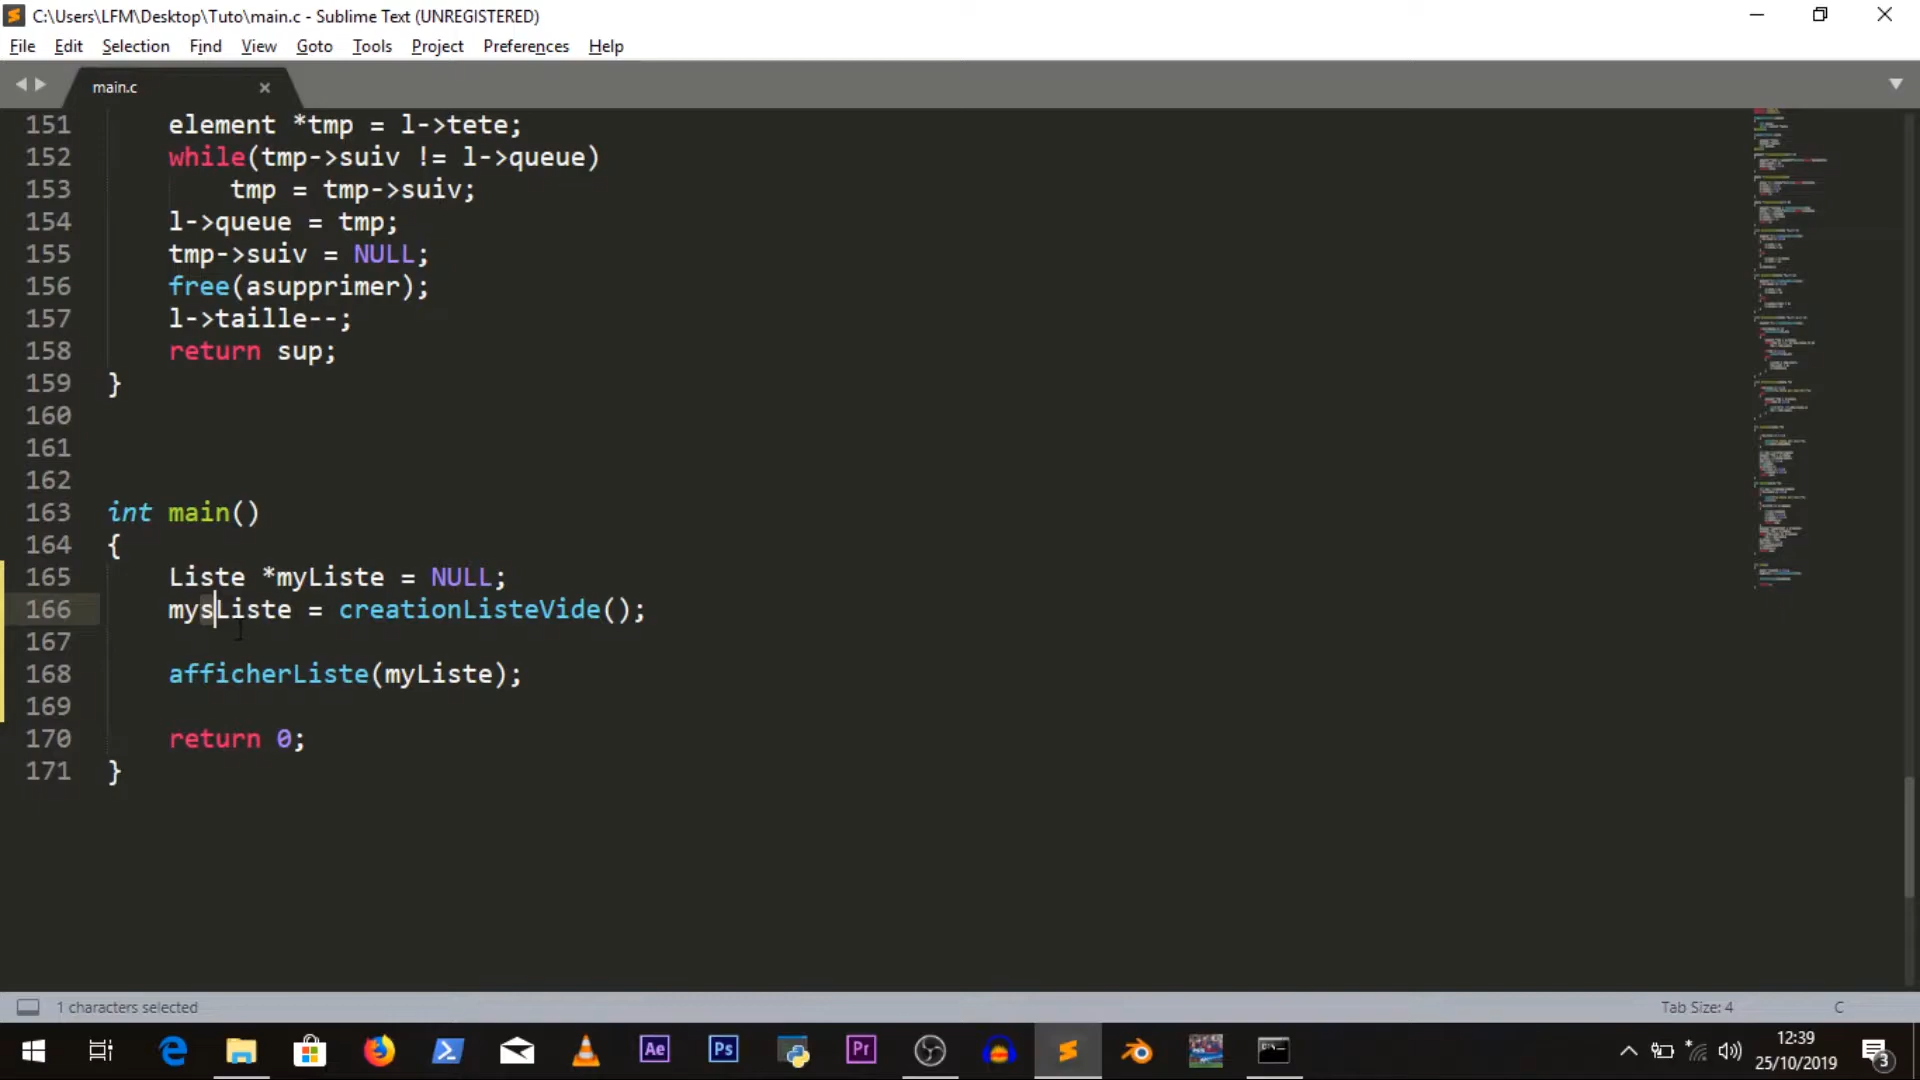 C:\Users\LFM\Desktop\Tuto\main.c - Sublime Text (UNREGISTERED)
File Edit Selection Find View Goto Tools Project Preferences Help
main.c
151 element *tmp = l->tete;
152 while(tmp->suiv != l->queue)
153 tmp = tmp->suiv;
154 l->queue = tmp;
155 tmp->suiv = NULL;
156 free(asupprimer);
157 l->taille--;
158 return sup;
159 }
160
161
162
163 int main()
164 {
165 Liste *myListe = NULL;
166 mysListe = creationListeVide();
167
168 afficherListe(myListe);
169
170 return 0;
171 }
1 characters selected Tab Size: 4 C
Ae Ps Pr
12:39
25/10/2019
3